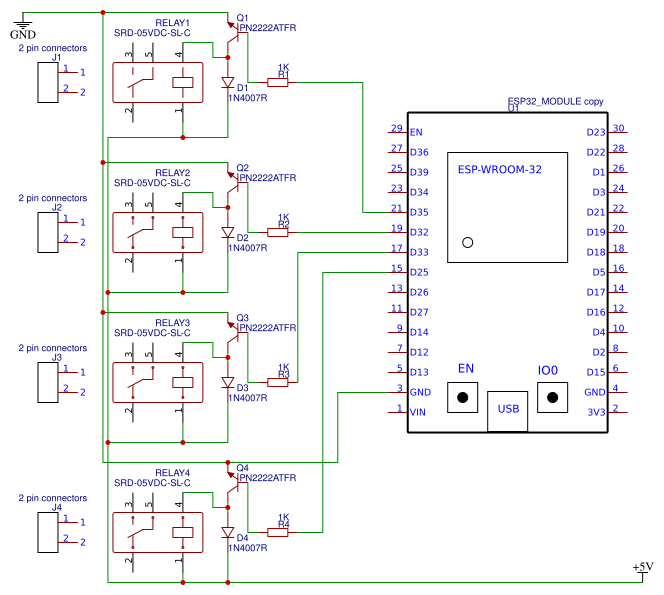 GND
2 pin connectors
J1
1 1
2 2
RELAY1
SRD-05VDC-SL-C
3 5 4
2 1
Q1
PN2222ATFR
D1
1N4007R
1K
R1
2 pin connectors
J2
1 1
2 2
RELAY2
SRD-05VDC-SL-C
3 5 4
2 1
Q2
PN2222ATFR
D2
1N4007R
1K
R2
2 pin connectors
J3
1 1
2 2
RELAY3
SRD-05VDC-SL-C
3 5 4
2 1
Q3
PN2222ATFR
D3
1N4007R
1K
R3
2 pin connectors
J4
1 1
2 2
RELAY4
SRD-05VDC-SL-C
3 5 4
2 1
Q4
PN2222ATFR
D4
1N4007R
1K
R4
ESP32_MODULE copy
U1
ESP-WROOM-32
29 EN D23 30
27 D36 D22 28
25 D39 D1 26
23 D34 D3 24
21 D35 D21 22
19 D32 D19 20
17 D33 D18 18
15 D25 D5 16
13 D26 D17 14
11 D27 D16 12
9 D14 D4 10
7 D12 D2 8
5 D13 D15 6
3 GND GND 4
1 VIN 3V3 2
EN IO0
USB
+5V